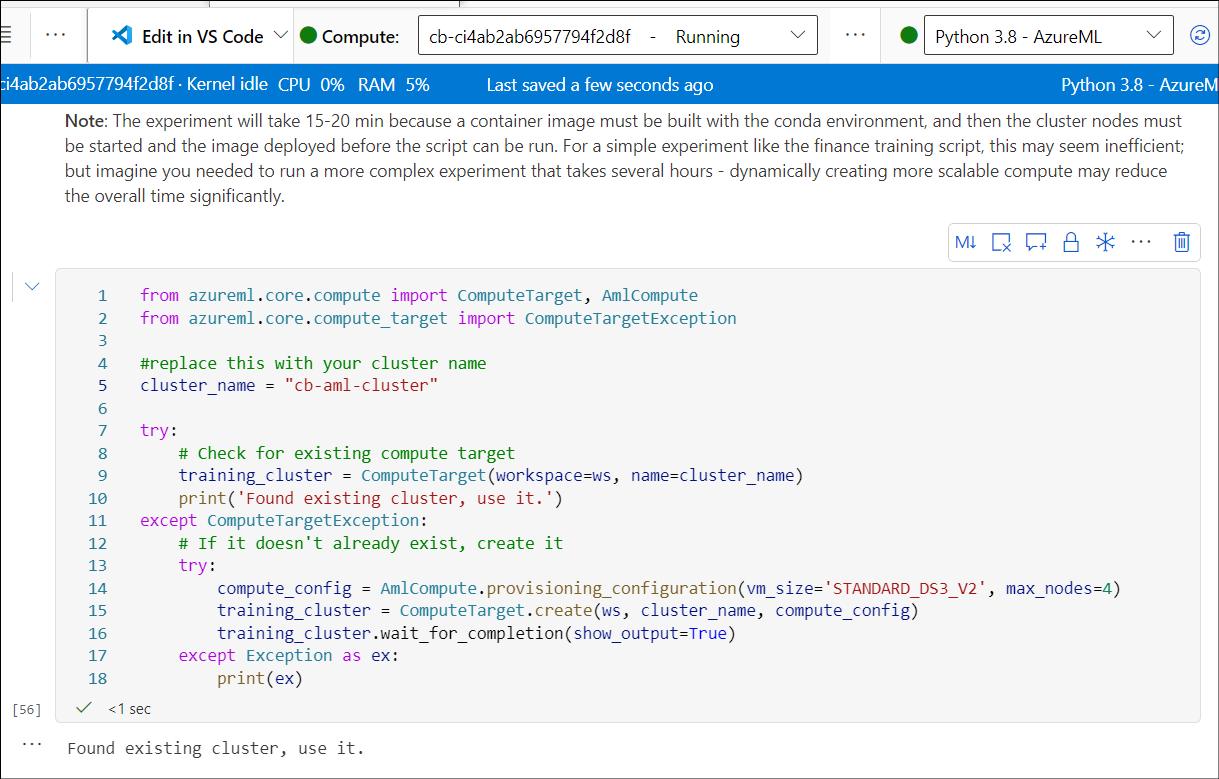 Edit in VS Code Compute: cb-ci4ab2ab6957794f2d8f - Running Python 3.8 - AzureML
ci4ab2ab6957794f2d8f · Kernel idle CPU 0% RAM 5% Last saved a few seconds ago Python 3.8 - AzureM
Note: The experiment will take 15-20 min because a container image must be built with the conda environment, and then the cluster nodes must
be started and the image deployed before the script can be run. For a simple experiment like the finance training script, this may seem inefficient;
but imagine you needed to run a more complex experiment that takes several hours - dynamically creating more scalable compute may reduce
the overall time significantly.
M↓
1 from azureml.core.compute import ComputeTarget, AmlCompute
2 from azureml.core.compute_target import ComputeTargetException
3
4 #replace this with your cluster name
5 cluster_name = "cb-aml-cluster"
6
7 try:
8     # Check for existing compute target
9     training_cluster = ComputeTarget(workspace=ws, name=cluster_name)
10     print('Found existing cluster, use it.')
11 except ComputeTargetException:
12     # If it doesn't already exist, create it
13     try:
14         compute_config = AmlCompute.provisioning_configuration(vm_size='STANDARD_DS3_V2', max_nodes=4)
15         training_cluster = ComputeTarget.create(ws, cluster_name, compute_config)
16         training_cluster.wait_for_completion(show_output=True)
17     except Exception as ex:
18         print(ex)
[56] <1 sec
Found existing cluster, use it.